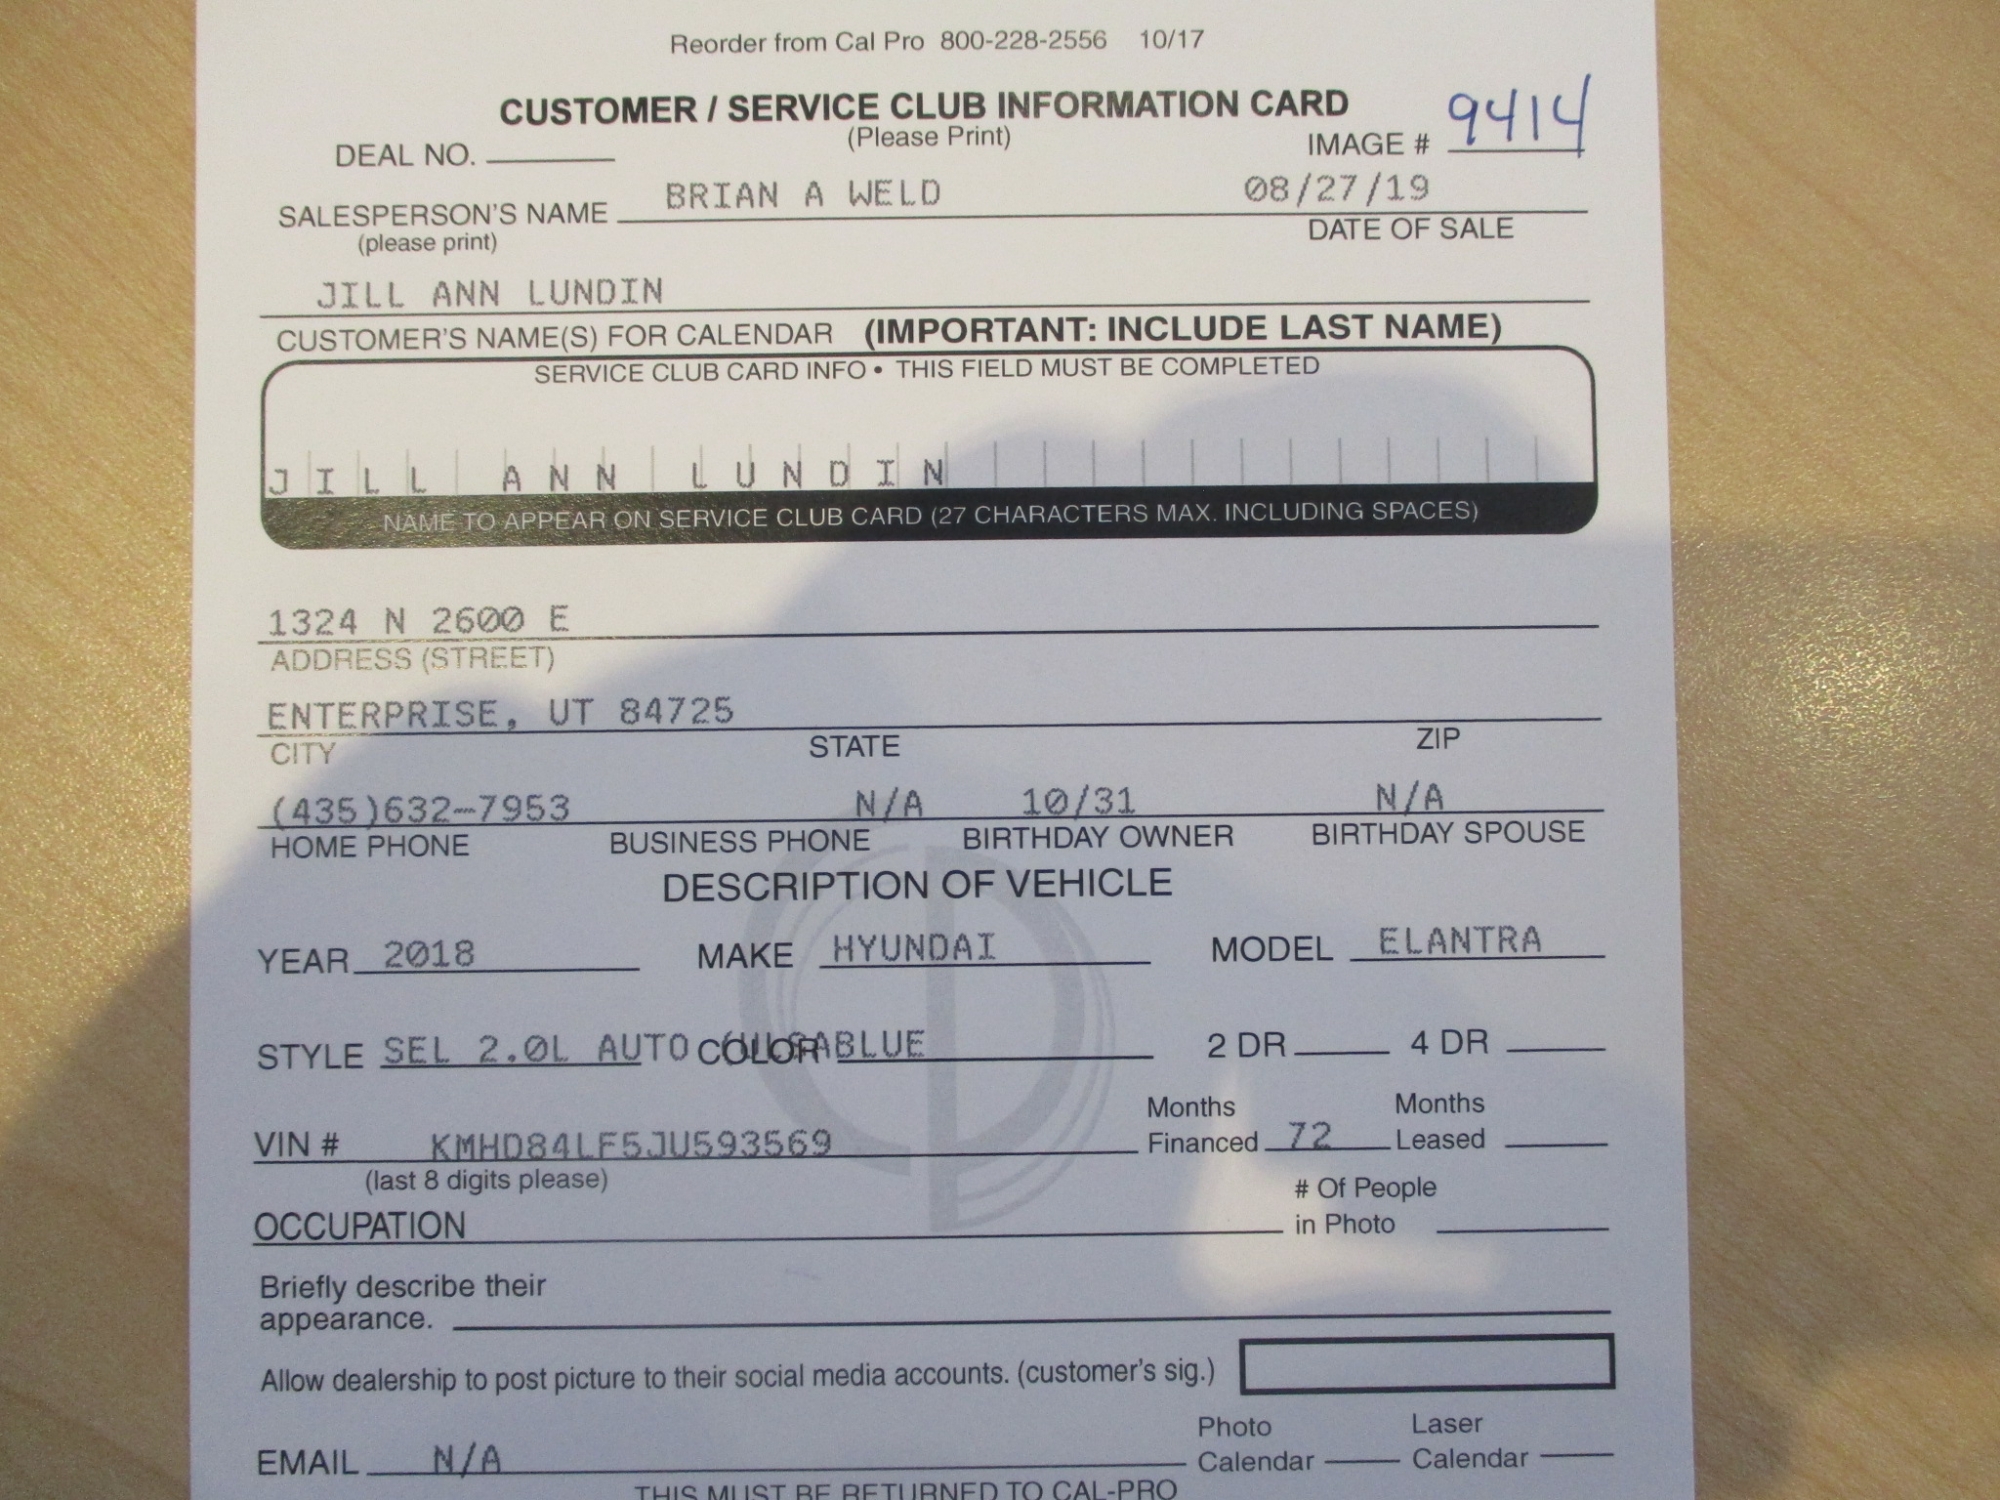 Reorder from Cal Pro 800-228-2556 10/17
CUSTOMER / SERVICE CLUB INFORMATION CARD
(Please Print)
DEAL NO. IMAGE # 9414
SALESPERSON'S NAME BRIAN A WELD 08/27/19
(please print) DATE OF SALE
JILL ANN LUNDIN
CUSTOMER'S NAME(S) FOR CALENDAR (IMPORTANT: INCLUDE LAST NAME)
SERVICE CLUB CARD INFO • THIS FIELD MUST BE COMPLETED
JILL ANN LUNDIN
NAME TO APPEAR ON SERVICE CLUB CARD (27 CHARACTERS MAX. INCLUDING SPACES)
1324 N 2600 E
ADDRESS (STREET)
ENTERPRISE, UT 84725
CITY STATE ZIP
(435)632-7953 N/A 10/31 N/A
HOME PHONE BUSINESS PHONE BIRTHDAY OWNER BIRTHDAY SPOUSE
DESCRIPTION OF VEHICLE
YEAR 2018 MAKE HYUNDAI MODEL ELANTRA
STYLE SEL 2.0L AUTO COLOR BLUE 2 DR 4 DR
Months Months
VIN # KMHD84LF5JU593569 Financed 72 Leased
(last 8 digits please) # Of People
OCCUPATION in Photo
Briefly describe their
appearance.
Allow dealership to post picture to their social media accounts. (customer's sig.)
Photo Laser
EMAIL N/A Calendar Calendar
THIS MUST BE RETURNED TO CAL-PRO